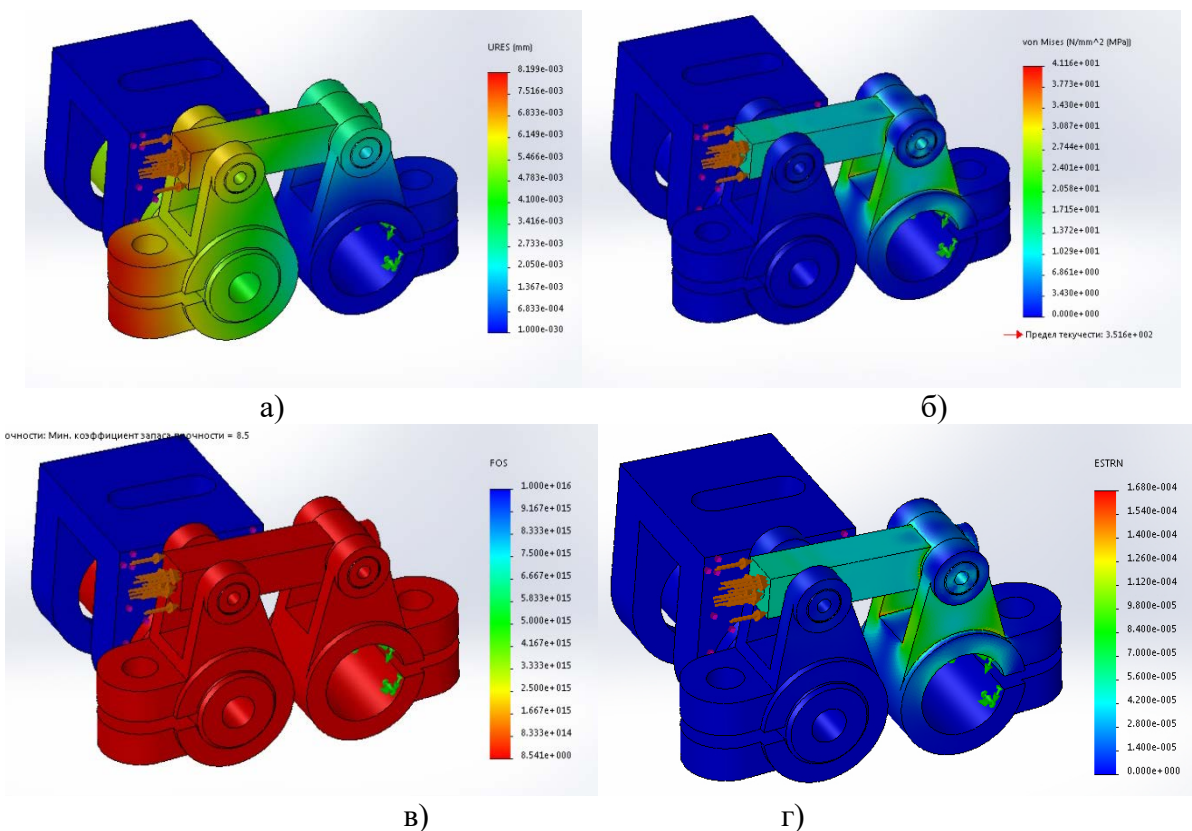 URES (mm)
8.199e-003
7.516e-003
6.833e-003
6.149e-003
5.466e-003
4.783e-003
4.100e-003
3.416e-003
2.733e-003
2.050e-003
1.367e-003
6.833e-004
1.000e-030
а)
von Mises (N/mm^2 (MPa))
4.116e+001
3.773e+001
3.430e+001
3.087e+001
2.744e+001
2.401e+001
2.058e+001
1.715e+001
1.372e+001
1.029e+001
6.861e+000
3.430e+000
0.000e+000
Предел текучести: 3.516e+002
б)
очности: Мин. коэффициент запаса прочности = 8.5
FOS
1.000e+016
9.167e+015
8.333e+015
7.500e+015
6.667e+015
5.833e+015
5.000e+015
4.167e+015
3.333e+015
2.500e+015
1.667e+015
8.333e+014
8.541e+000
в)
ESTRN
1.680e-004
1.540e-004
1.400e-004
1.260e-004
1.120e-004
9.800e-005
8.400e-005
7.000e-005
5.600e-005
4.200e-005
2.800e-005
1.400e-005
0.000e+000
г)